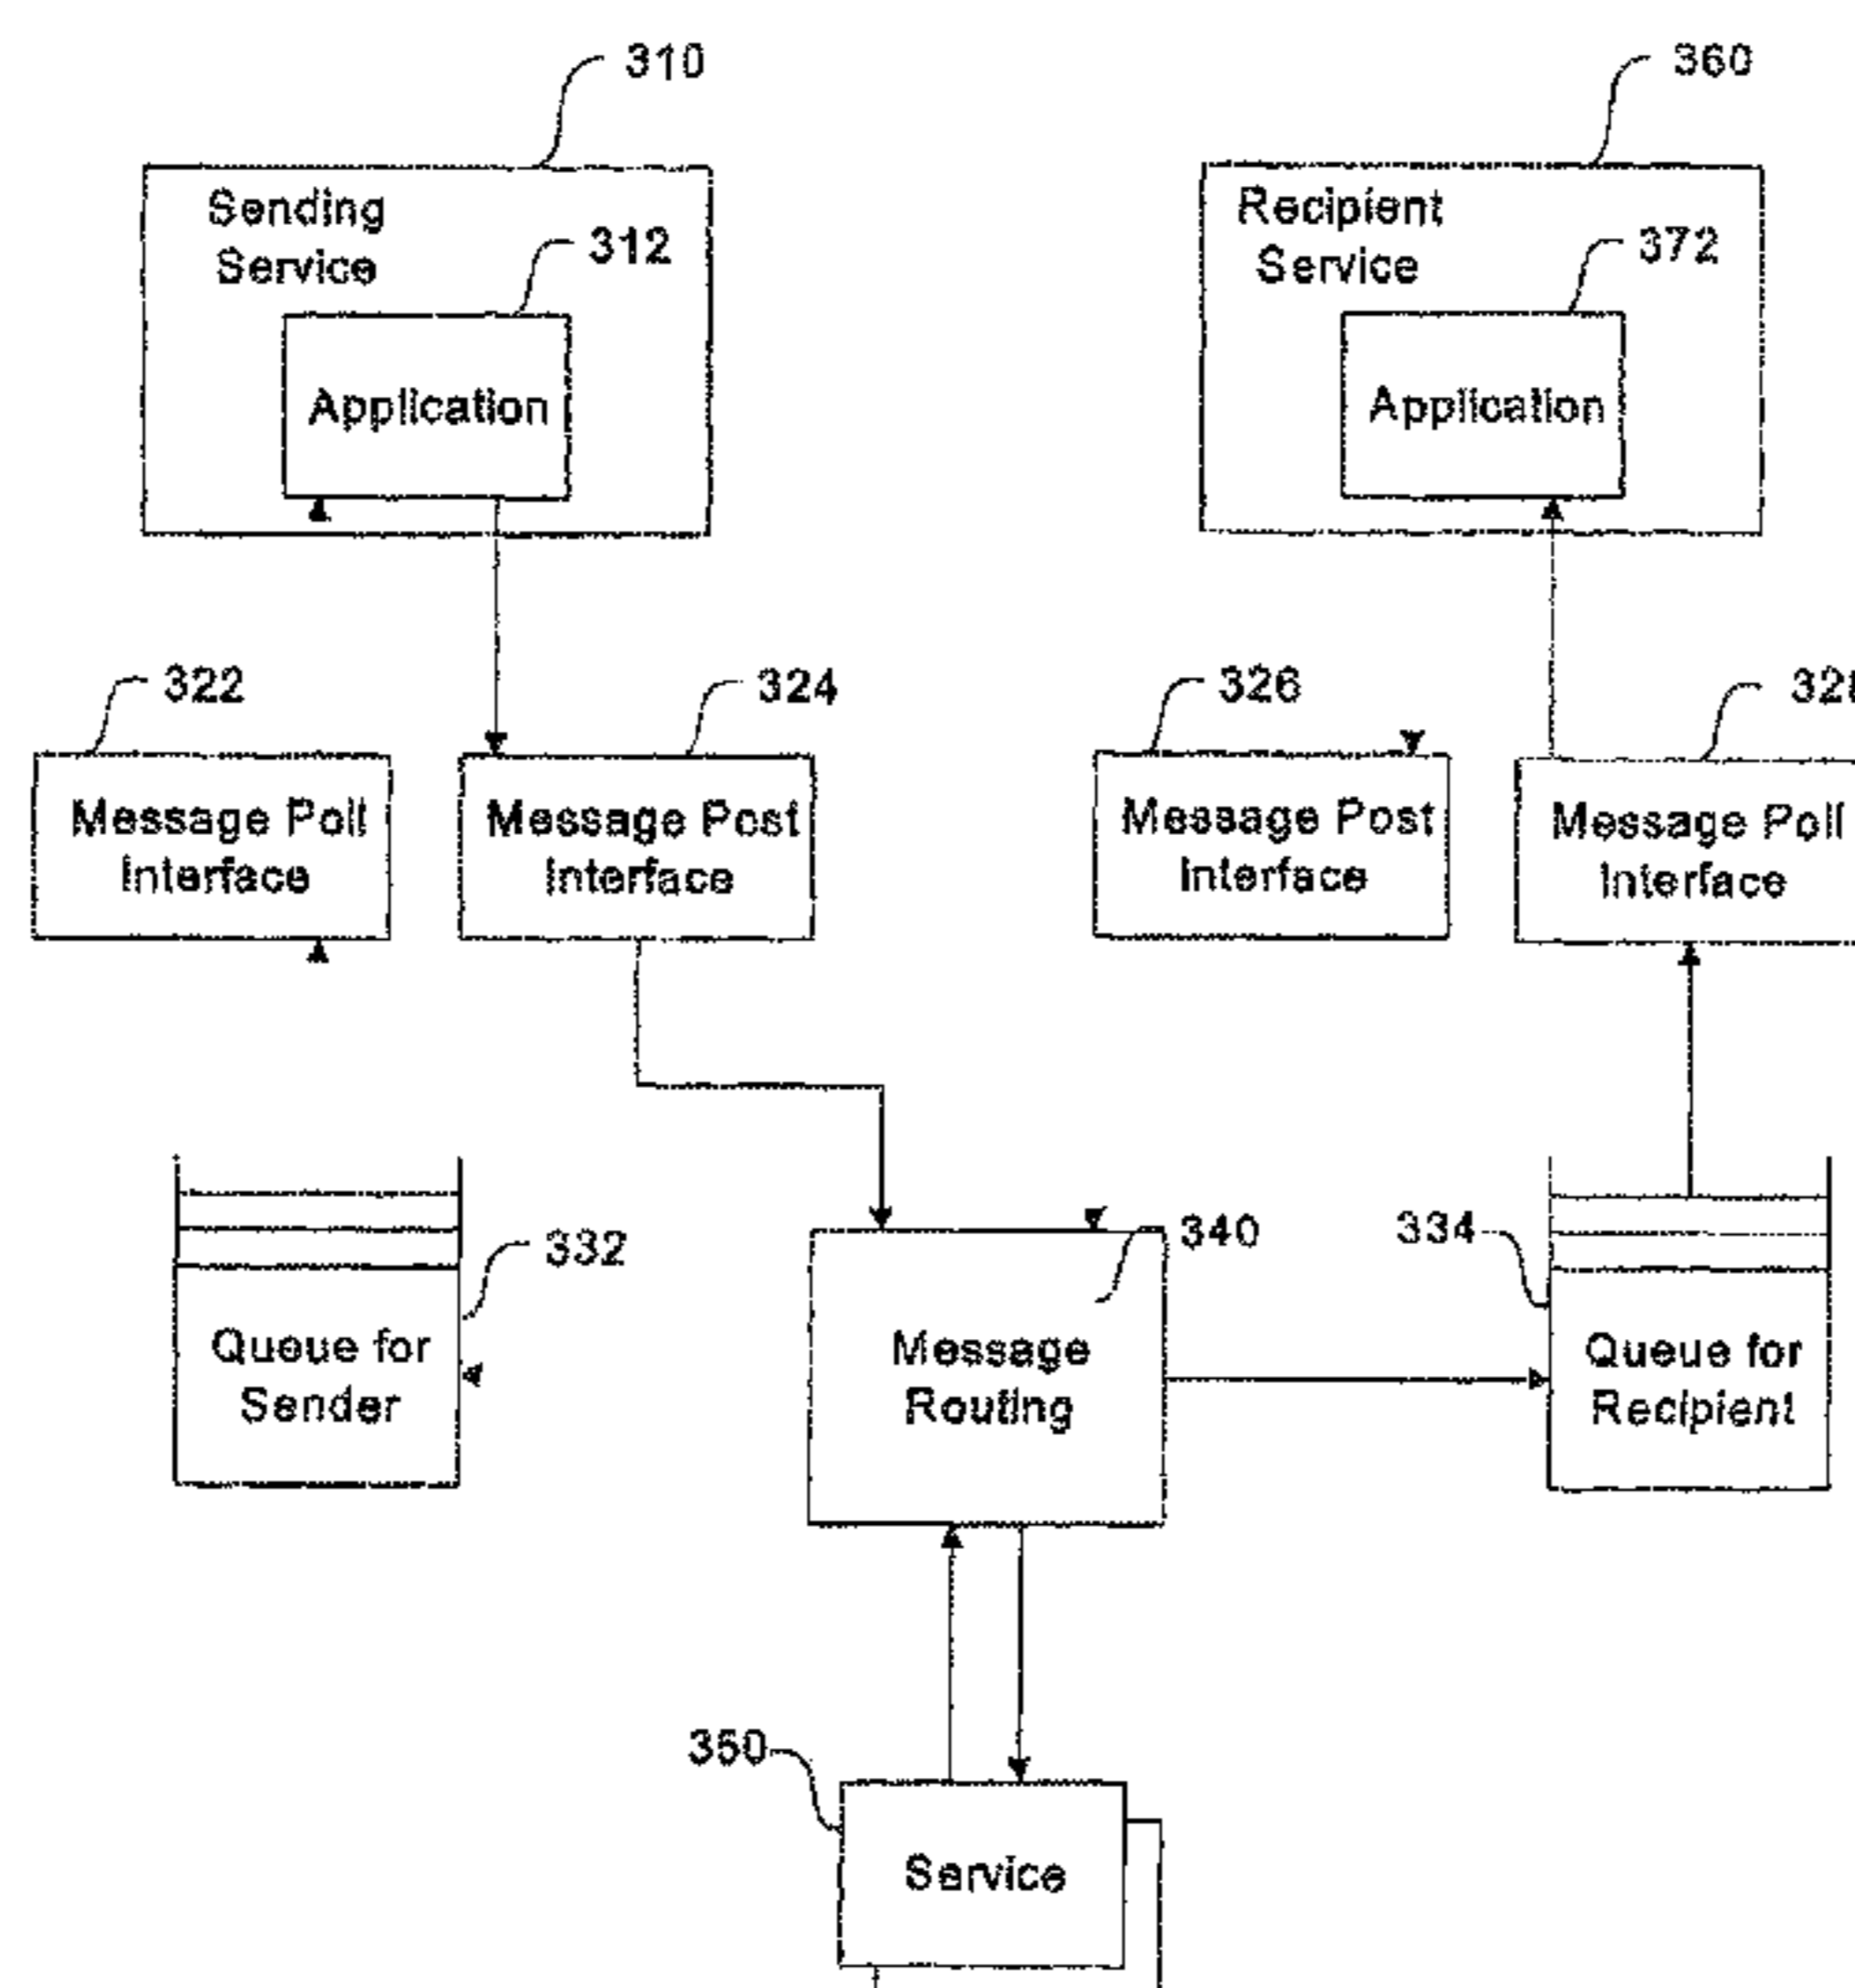 310
360
Sending
Service
312
Recipient
Service
372
Application
Application
322
324
326
Message Poll
Interface
Message Post
Interface
Message Post
Interface
Message Poll
Interface
332
340
334
Queue for
Sender
Message
Routing
Queue for
Recipient
350
Service